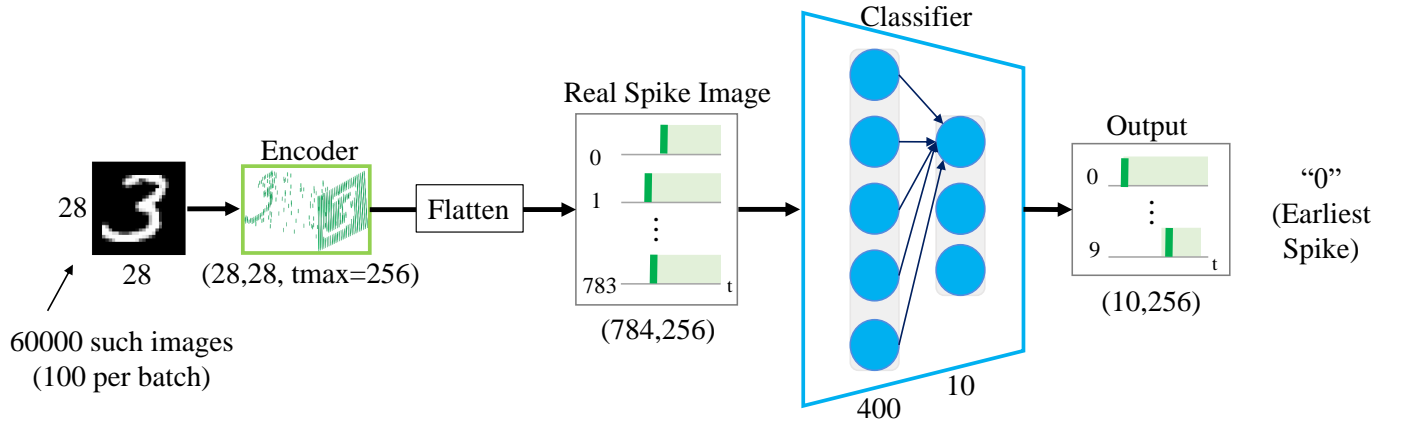 28
28
60000 such images
(100 per batch)
Encoder
(28,28, tmax=256)
Flatten
Real Spike Image
0
1
⋮
783
t
(784,256)
Classifier
400
10
Output
0
⋮
9
t
(10,256)
“0”
(Earliest
Spike)